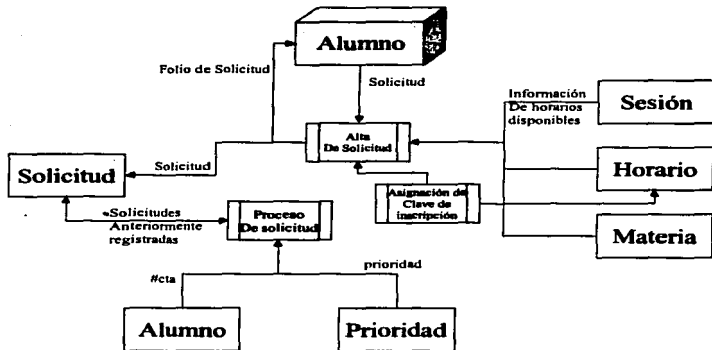 Alumno
Folio de Solicitud
Solicitud
Información
De horarios
disponibles
Sesión
Alta
De Solicitud
Solicitud
Solicitud
Horario
Asignación de
Clave de
inscripción
Solicitudes
Anteriormente
registradas
Proceso
De solicitud
Materia
#cta
prioridad
Alumno
Prioridad